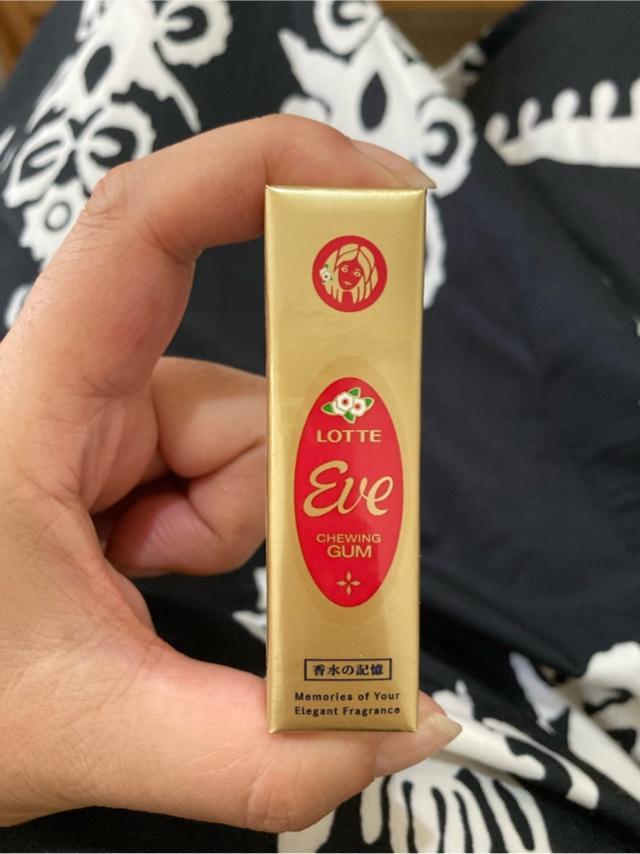 LOTTE
Eve
CHEWING
GUM
香水の記憶
Memories of Your
Elegant Fragrance